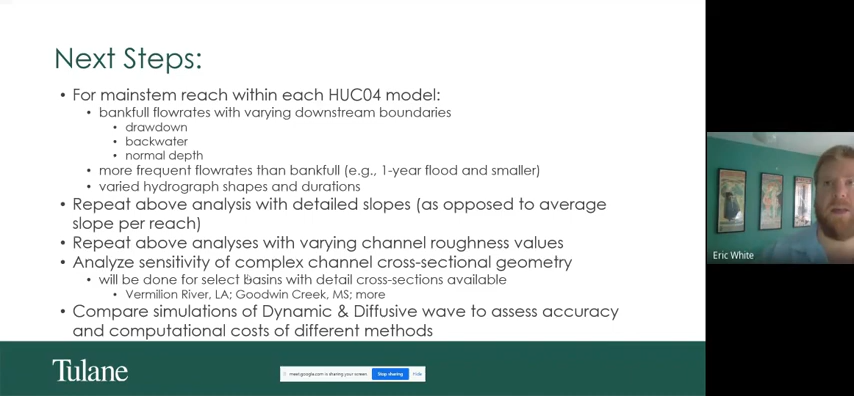 Next Steps:
• For mainstem reach within each HUC04 model:
• bankfull flowrates with varying downstream boundaries
• drawdown
• backwater
• normal depth
• more frequent flowrates than bankfull (e.g., 1-year flood and smaller)
• varied hydrograph shapes and durations
• Repeat above analysis with detailed slopes (as opposed to average
slope per reach)
• Repeat above analyses with varying channel roughness values
• Analyze sensitivity of complex channel cross-sectional geometry
• will be done for select basins with detail cross-sections available
• Vermilion River, LA; Goodwin Creek, MS; more
• Compare simulations of Dynamic & Diffusive wave to assess accuracy
and computational costs of different methods
Tulane
meet.google.com is sharing your screen.
Stop sharing
Hide
Eric White